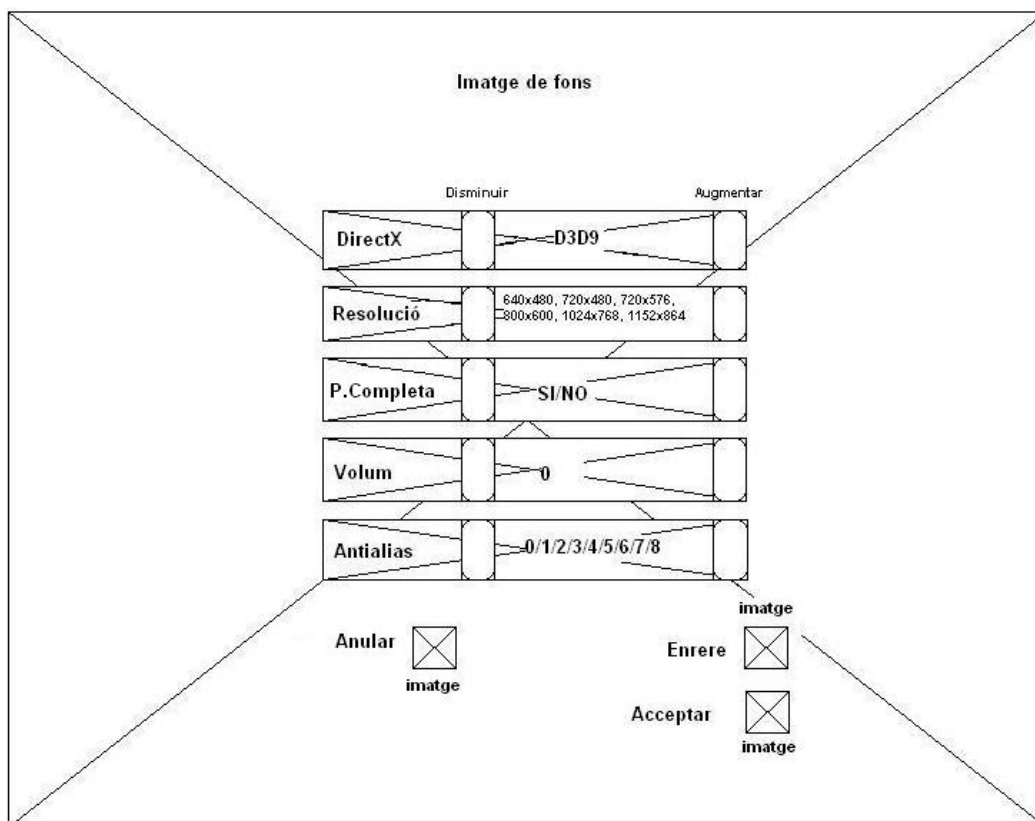 Imatge de fons
Disminuir
Augmentar
DirectX
D3D9
Resolució
640x480, 720x480, 720x576,
800x600, 1024x768, 1152x864
P.Completa
SI/NO
Volum
0
Antialias
0/1/2/3/4/5/6/7/8
imatge
Anular
Enrere
imatge
Acceptar
imatge